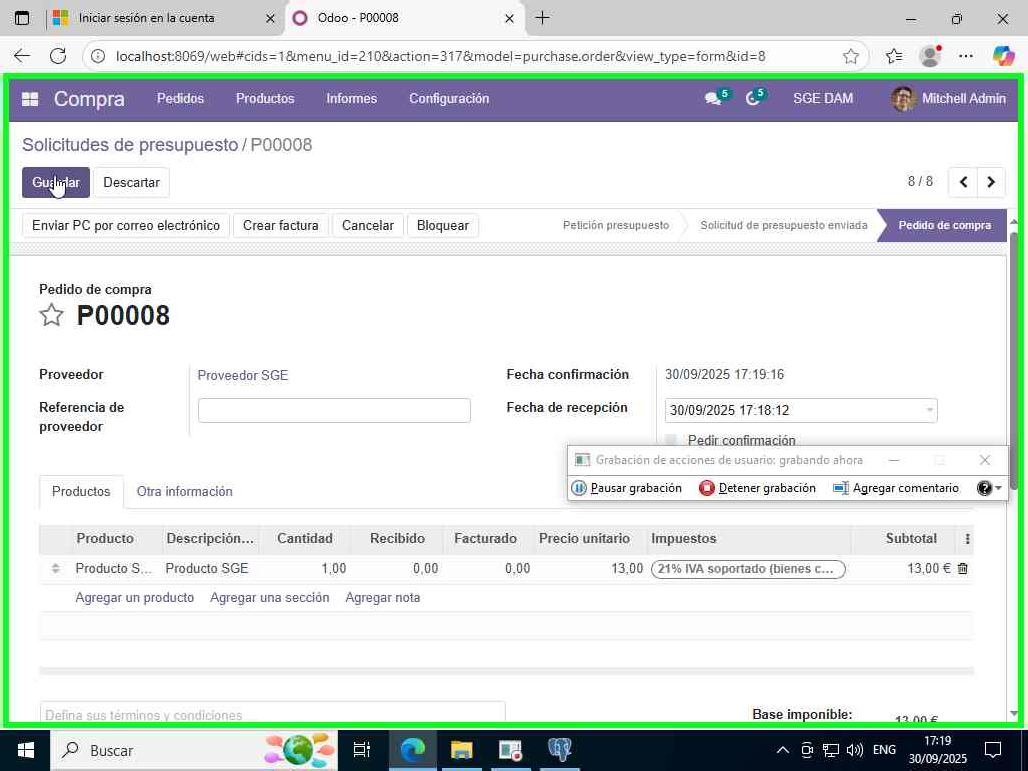 Iniciar sesión en la cuenta
Odoo - P00008
localhost:8069/web#cids=1&menu_id=210&action=317&model=purchase.order&view_type=form&id=8
Compra Pedidos Productos Informes Configuración 5 5 SGE DAM Mitchell Admin
Solicitudes de presupuesto / P00008
Guardar Descartar 8 / 8
Enviar PC por correo electrónico Crear factura Cancelar Bloquear Petición presupuesto Solicitud de presupuesto enviada Pedido de compra
Pedido de compra
P00008
Proveedor Proveedor SGE Fecha confirmación 30/09/2025 17:19:16
Referencia de proveedor Fecha de recepción 30/09/2025 17:18:12
Pedir confirmación
Grabación de acciones de usuario: grabando ahora
Pausar grabación Detener grabación Agregar comentario
Productos Otra información
Producto Descripción... Cantidad Recibido Facturado Precio unitario Impuestos Subtotal
Producto S... Producto SGE 1,00 0,00 0,00 13,00 21% IVA soportado (bienes c... 13,00 €
Agregar un producto Agregar una sección Agregar nota
Defina sus términos y condiciones ...
Base imponible: 13,00 €
Buscar ENG 17:19
30/09/2025